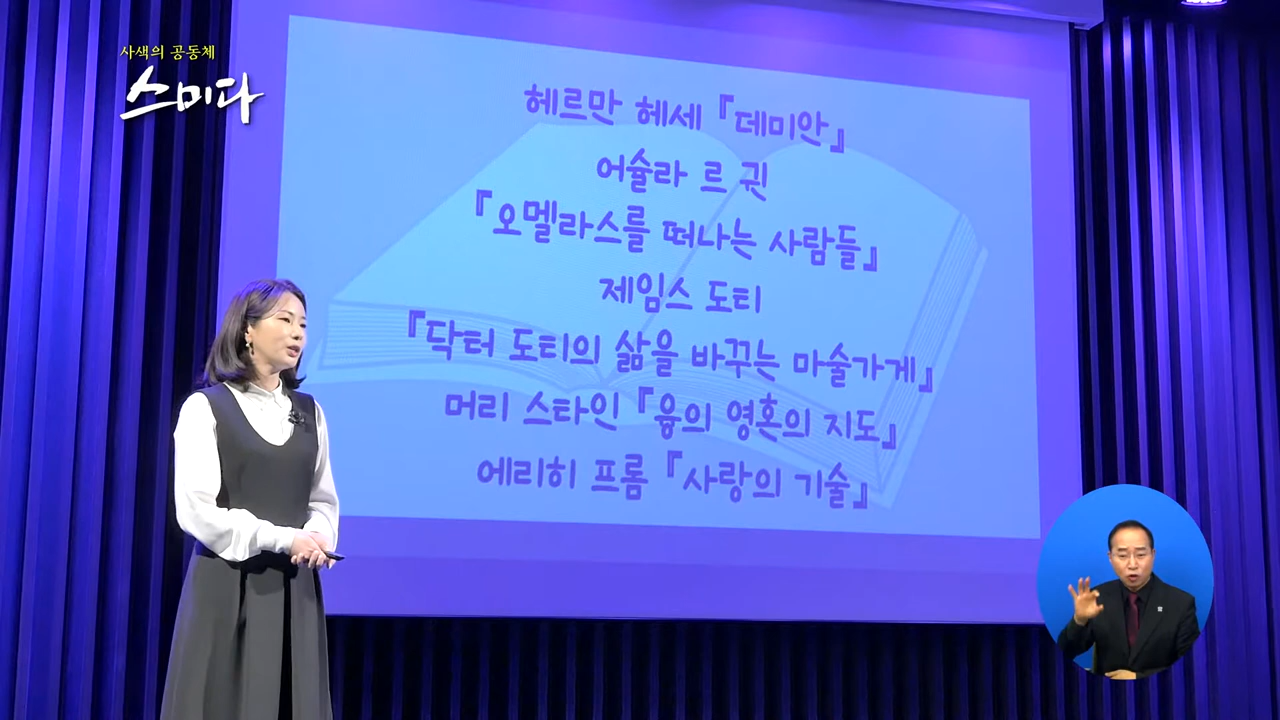 사색의 공동체
스미다
헤르만 헤세 『데미안』
어슐라 르 귄
『오멜라스를 떠나는 사람들』
제임스 도티
『닥터 도티의 삶을 바꾸는 마술가게』
머리 스타인 『융의 영혼의 지도』
에리히 프롬 『사랑의 기술』